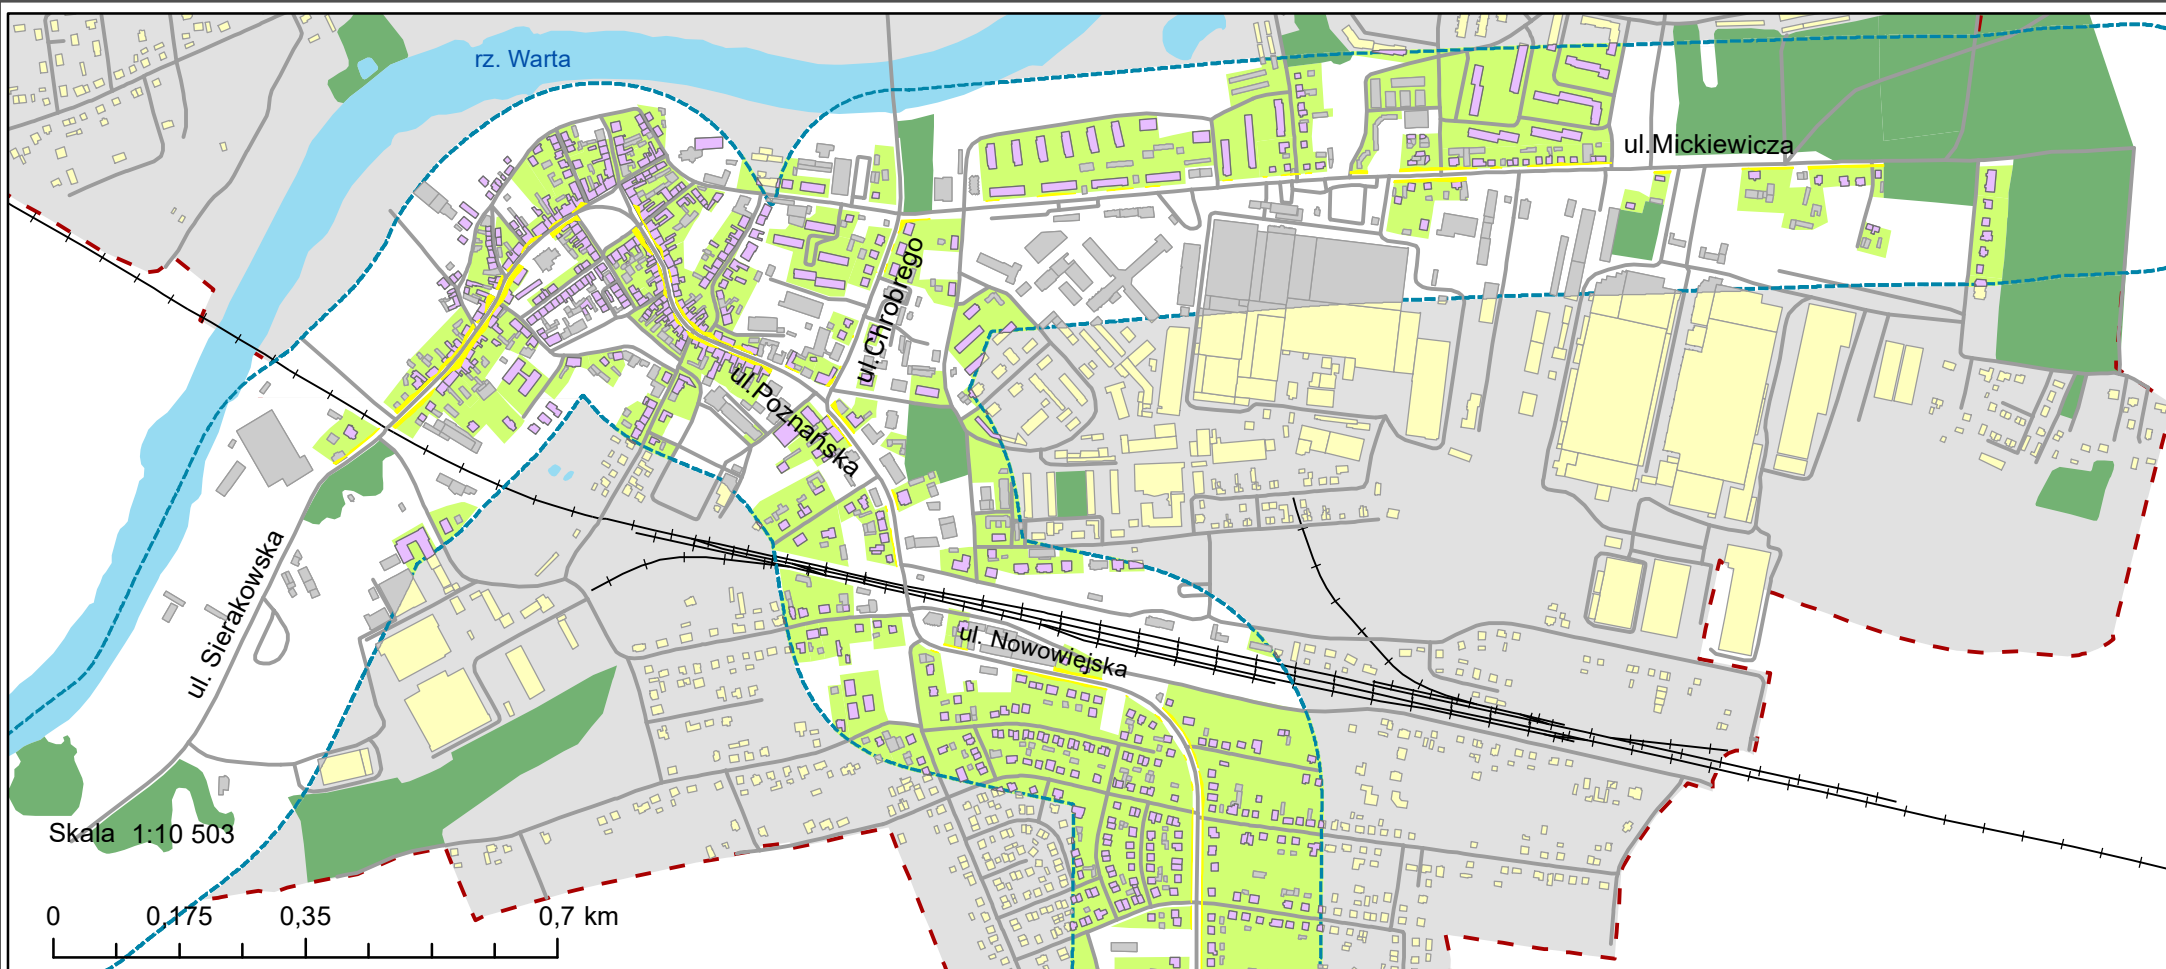 rz. Warta
ul.Mickiewicza
ul.Chrobrego
ul.Poznańska
ul. Sierakowska
ul. Nowowiejska
Skala 1:10 503
0 0,175 0,35 0,7 km